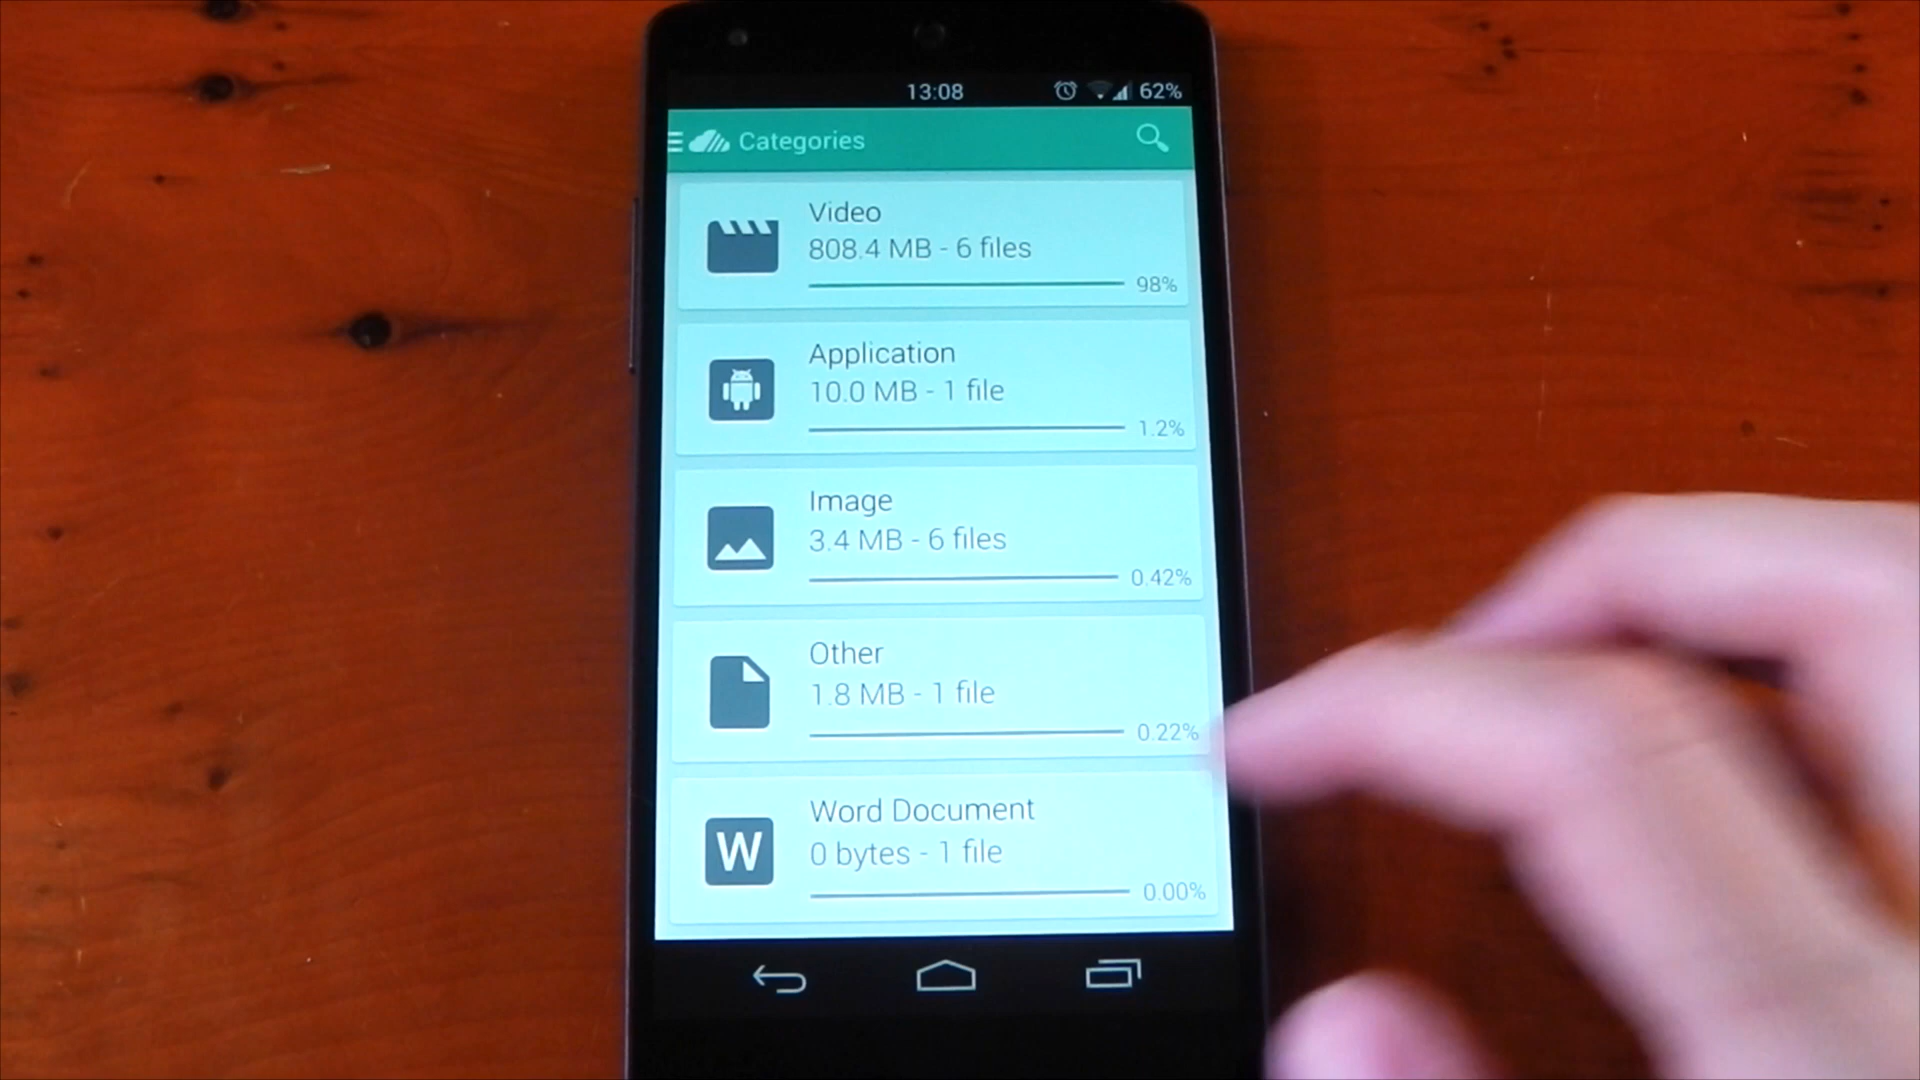 13:08 62%
Categories
Video
808.4 MB - 6 files
98%
Application
10.0 MB - 1 file
1.2%
Image
3.4 MB - 6 files
0.42%
Other
1.8 MB - 1 file
0.22%
W
Word Document
0 bytes - 1 file
0.00%